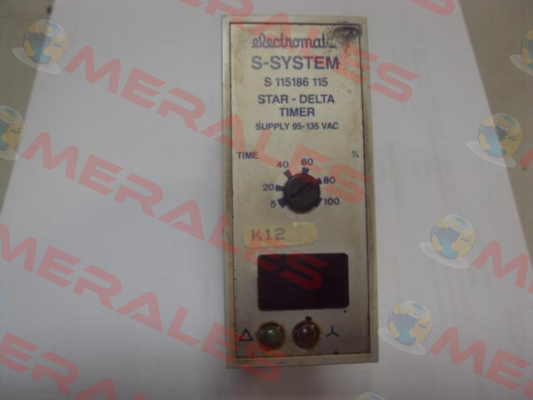 electromatic
S-SYSTEM
S 115186 115
STAR - DELTA
TIMER
SUPPLY 95-135 VAC
TIME %
40 60
20 80
5 100
K12
MERALES
MERALES
MERALES